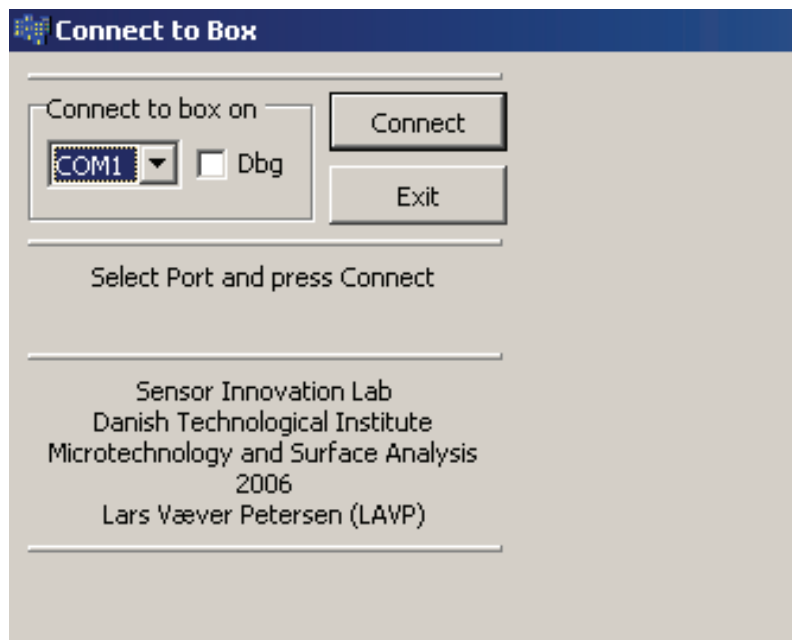 Connect to Box
Connect to box on
COM1
Dbg
Connect
Exit
Select Port and press Connect
Sensor Innovation Lab
Danish Technological Institute
Microtechnology and Surface Analysis
2006
Lars Væver Petersen (LAVP)